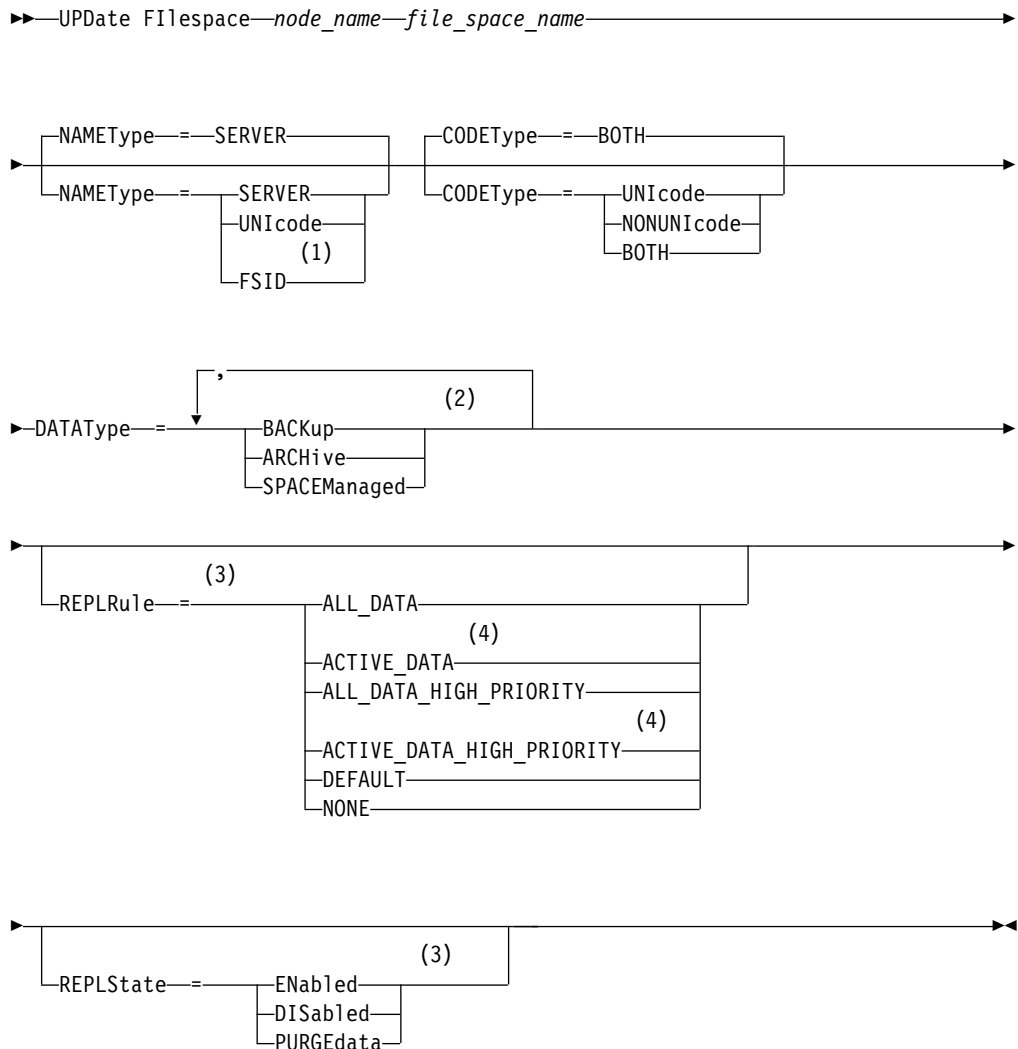 UPDate FIlespace node_name file_space_name
NAMEType = SERVER CODEType = BOTH
NAMEType = SERVER CODEType = UNIcode
UNIcode NONUNIcode
(1) BOTH
FSID
,
(2)
DATAType = BACKup
ARCHive
SPACEManaged
(3)
REPLRule = ALL_DATA
(4)
ACTIVE_DATA
ALL_DATA_HIGH_PRIORITY
(4)
ACTIVE_DATA_HIGH_PRIORITY
DEFAULT
NONE
(3)
REPLState = ENabled
DISabled
PURGEdata